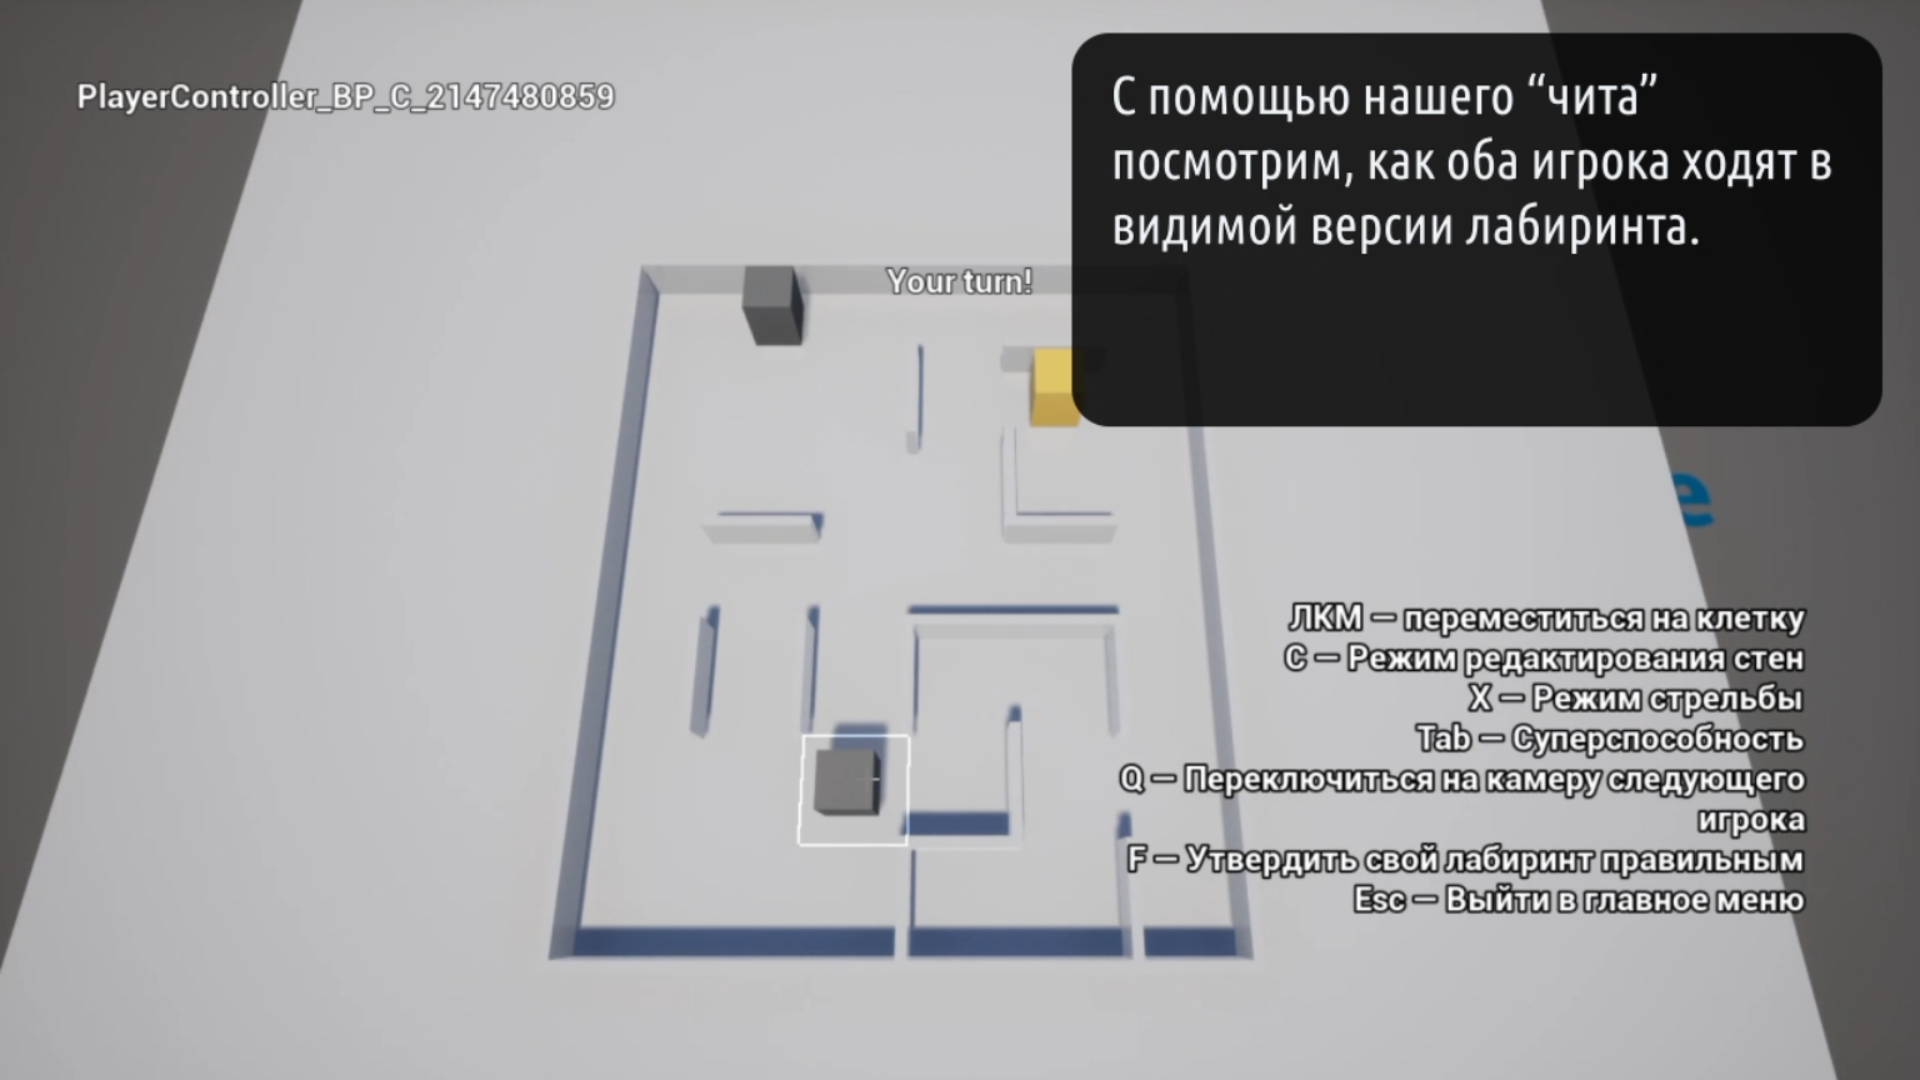 PlayerController_BP_C_2147480859
С помощью нашего “чита”
посмотрим, как оба игрока ходят в
видимой версии лабиринта.
Your turn!
e
ЛКМ — переместиться на клетку
C — Режим редактирования стен
X — Режим стрельбы
Tab — Суперспособность
Q — Переключиться на камеру следующего
игрока
F — Утвердить свой лабиринт правильным
Esc — Выйти в главное меню